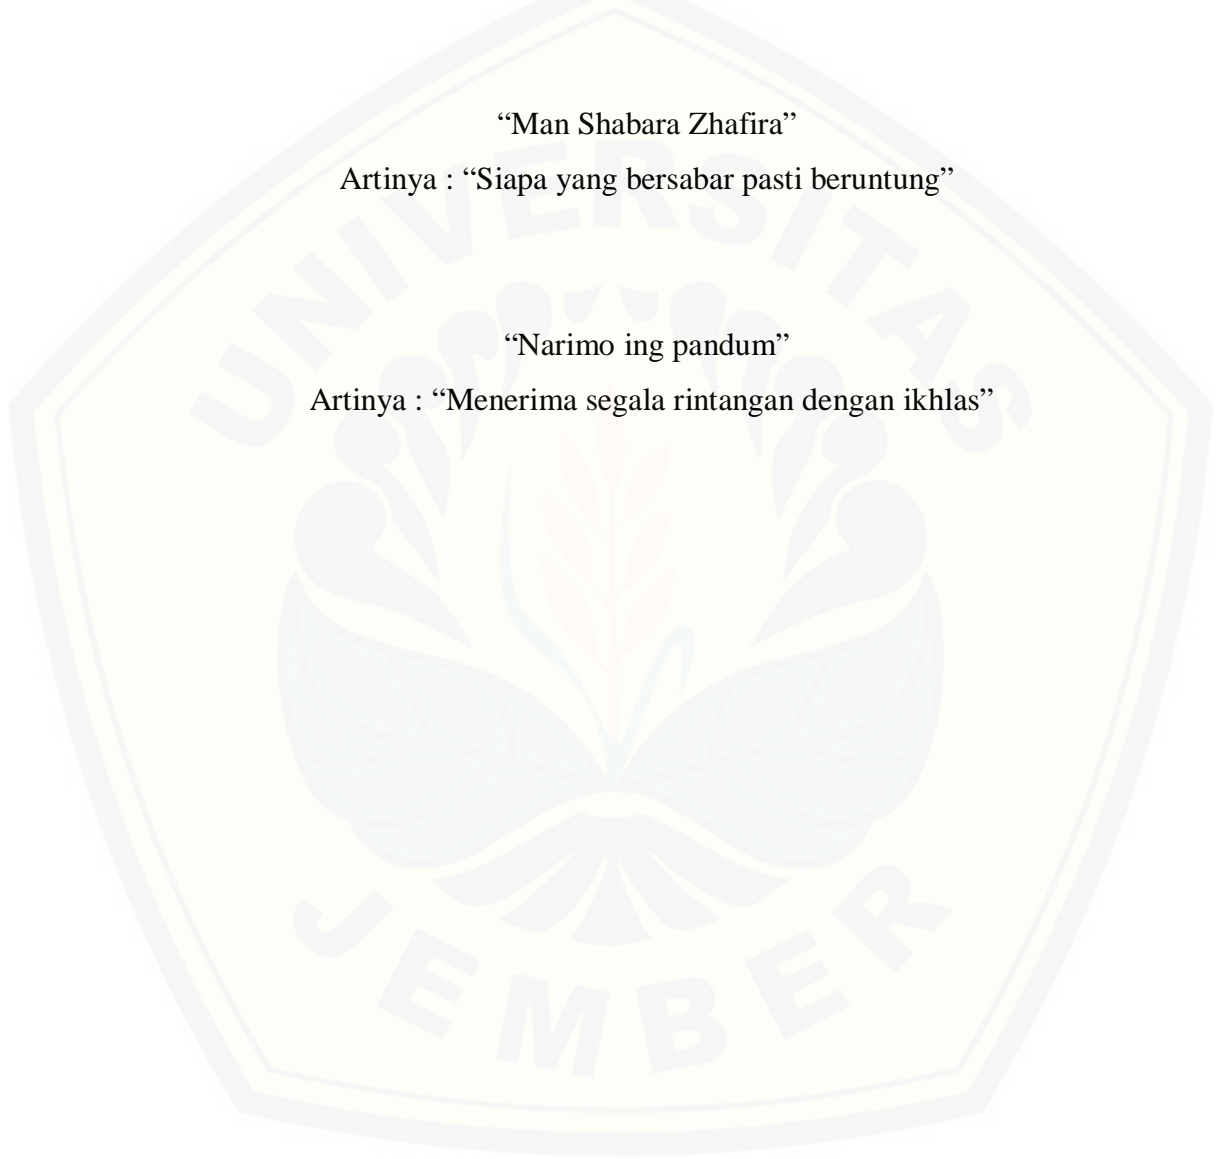 “Man Shabara Zhafira”
Artinya : “Siapa yang bersabar pasti beruntung”
“Narimo ing pandum”
Artinya : “Menerima segala rintangan dengan ikhlas”
UNIVERSITAS
JEMBER